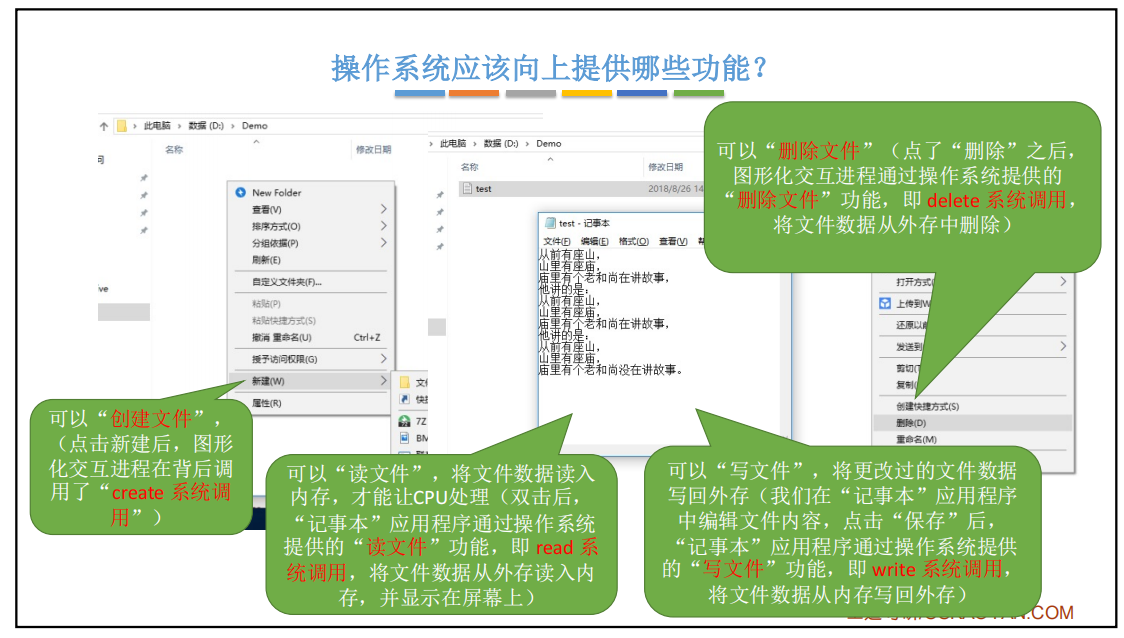 操作系统应该向上提供哪些功能？
此电脑 › 数据 (D:) › Demo
名称
修改日期
New Folder
查看(V)
排序方式(O)
分组依据(P)
刷新(E)
自定义文件夹(F)...
粘贴(P)
粘贴快捷方式(S)
撤消 重命名(U) Ctrl+Z
授予访问权限(G)
新建(W)
属性(R)
7Z
› 此电脑 › 数据 (D:) › Demo
名称
修改日期
test
2018/8/26 14
test - 记事本
文件(F) 编辑(E) 格式(O) 查看(V)
从前有座山，
山里有座庙，
庙里有个老和尚在讲故事，
他讲的是：
从前有座山，
山里有座庙，
庙里有个老和尚在讲故事，
他讲的是：
从前有座山，
山里有座庙，
庙里有个老和尚没在讲故事。
可以“删除文件”（点了“删除”之后，
图形化交互进程通过操作系统提供的
“删除文件”功能，即 delete 系统调用，
将文件数据从外存中删除）
打开方式
上传到W
还原以
发送到
剪切(T
复制(
创建快捷方式(S)
删除(D)
重命名(M)
可以“创建文件”，
（点击新建后，图形
化交互进程在背后调
用了“create 系统调
用”）
可以“读文件”，将文件数据读入
内存，才能让CPU处理（双击后，
“记事本”应用程序通过操作系统
提供的“读文件”功能，即 read 系
统调用，将文件数据从外存读入内
存，并显示在屏幕上）
可以“写文件”，将更改过的文件数据
写回外存（我们在“记事本”应用程序
中编辑文件内容，点击“保存”后，
“记事本”应用程序通过操作系统提供
的“写文件”功能，即 write 系统调用，
将文件数据从内存写回外存）
.COM